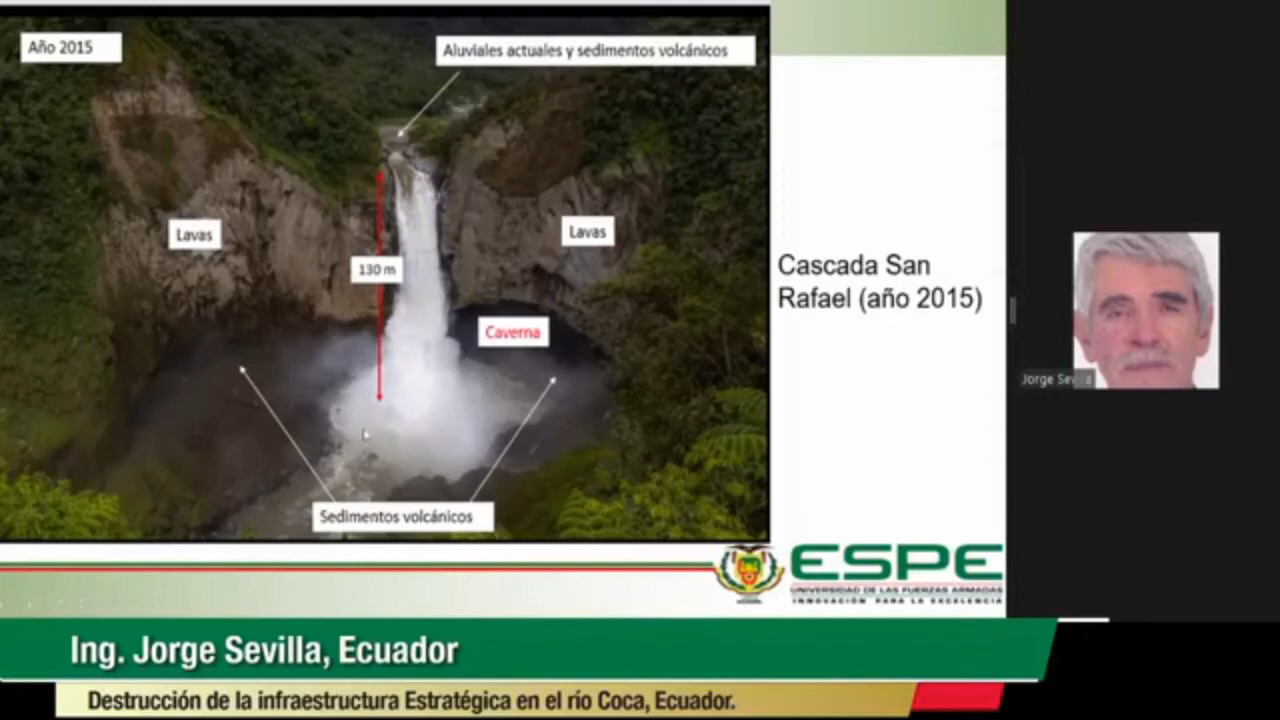 Año 2015
Aluviales actuales y sedimentos volcánicos
Lavas
Lavas
130 m
Caverna
Sedimentos volcánicos
Cascada San
Rafael (año 2015)
Jorge Sevilla
ESPE
UNIVERSIDAD DE LAS FUERZAS ARMADAS
INNOVACIÓN PARA LA EXCELENCIA
Ing. Jorge Sevilla, Ecuador
Destrucción de la infraestructura Estratégica en el río Coca, Ecuador.